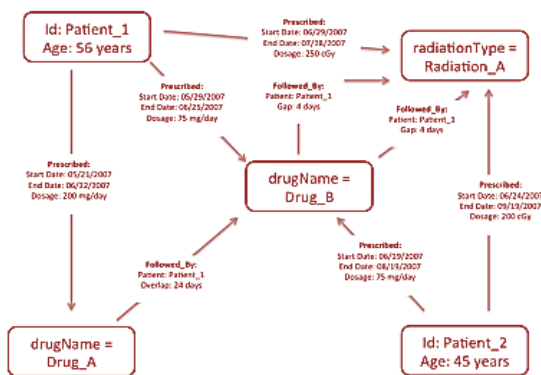 Id: Patient_1
Age: 56 years
Prescribed:
Start Date: 06/29/2007
End Date: 07/28/2007
Dosage: 250 cGy
radiationType =
Radiation_A
Prescribed:
Start Date: 05/29/2007
End Date: 06/25/2007
Dosage: 75 mg/day
Followed_By:
Patient: Patient_1
Gap: 4 days
Followed_By:
Patient: Patient_1
Gap: 4 days
Prescribed:
Start Date: 05/21/2007
End Date: 06/22/2007
Dosage: 200 mg/day
drugName =
Drug_B
Prescribed:
Start Date: 06/24/2007
End Date: 09/19/2007
Dosage: 200 cGy
Followed_By:
Patient: Patient_1
Overlap: 24 days
Prescribed:
Start Date: 06/19/2007
End Date: 08/19/2007
Dosage: 75 mg/day
drugName =
Drug_A
Id: Patient_2
Age: 45 years